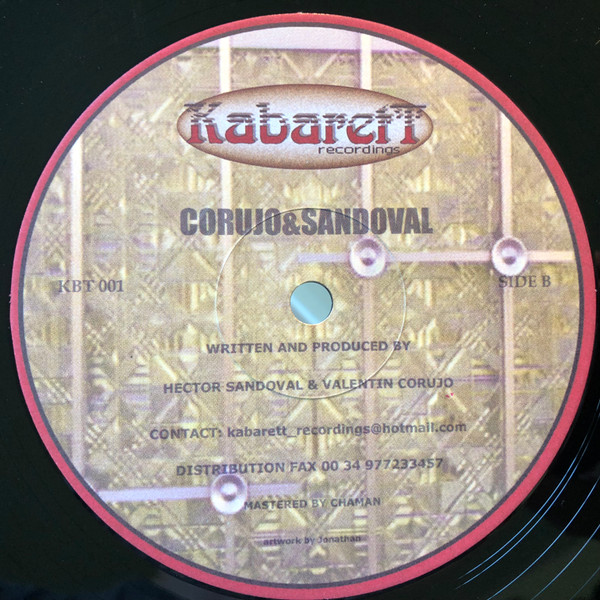 KabaretT
recordings
CORUJO&SANDOVAL
KBT 001
SIDE B
WRITTEN AND PRODUCED BY
HECTOR SANDOVAL & VALENTIN CORUJO
CONTACT: kabarett_recordings@hotmail.com
DISTRIBUTION FAX 00 34 977233457
MASTERED BY CHAMAN
artwork by Jonathan